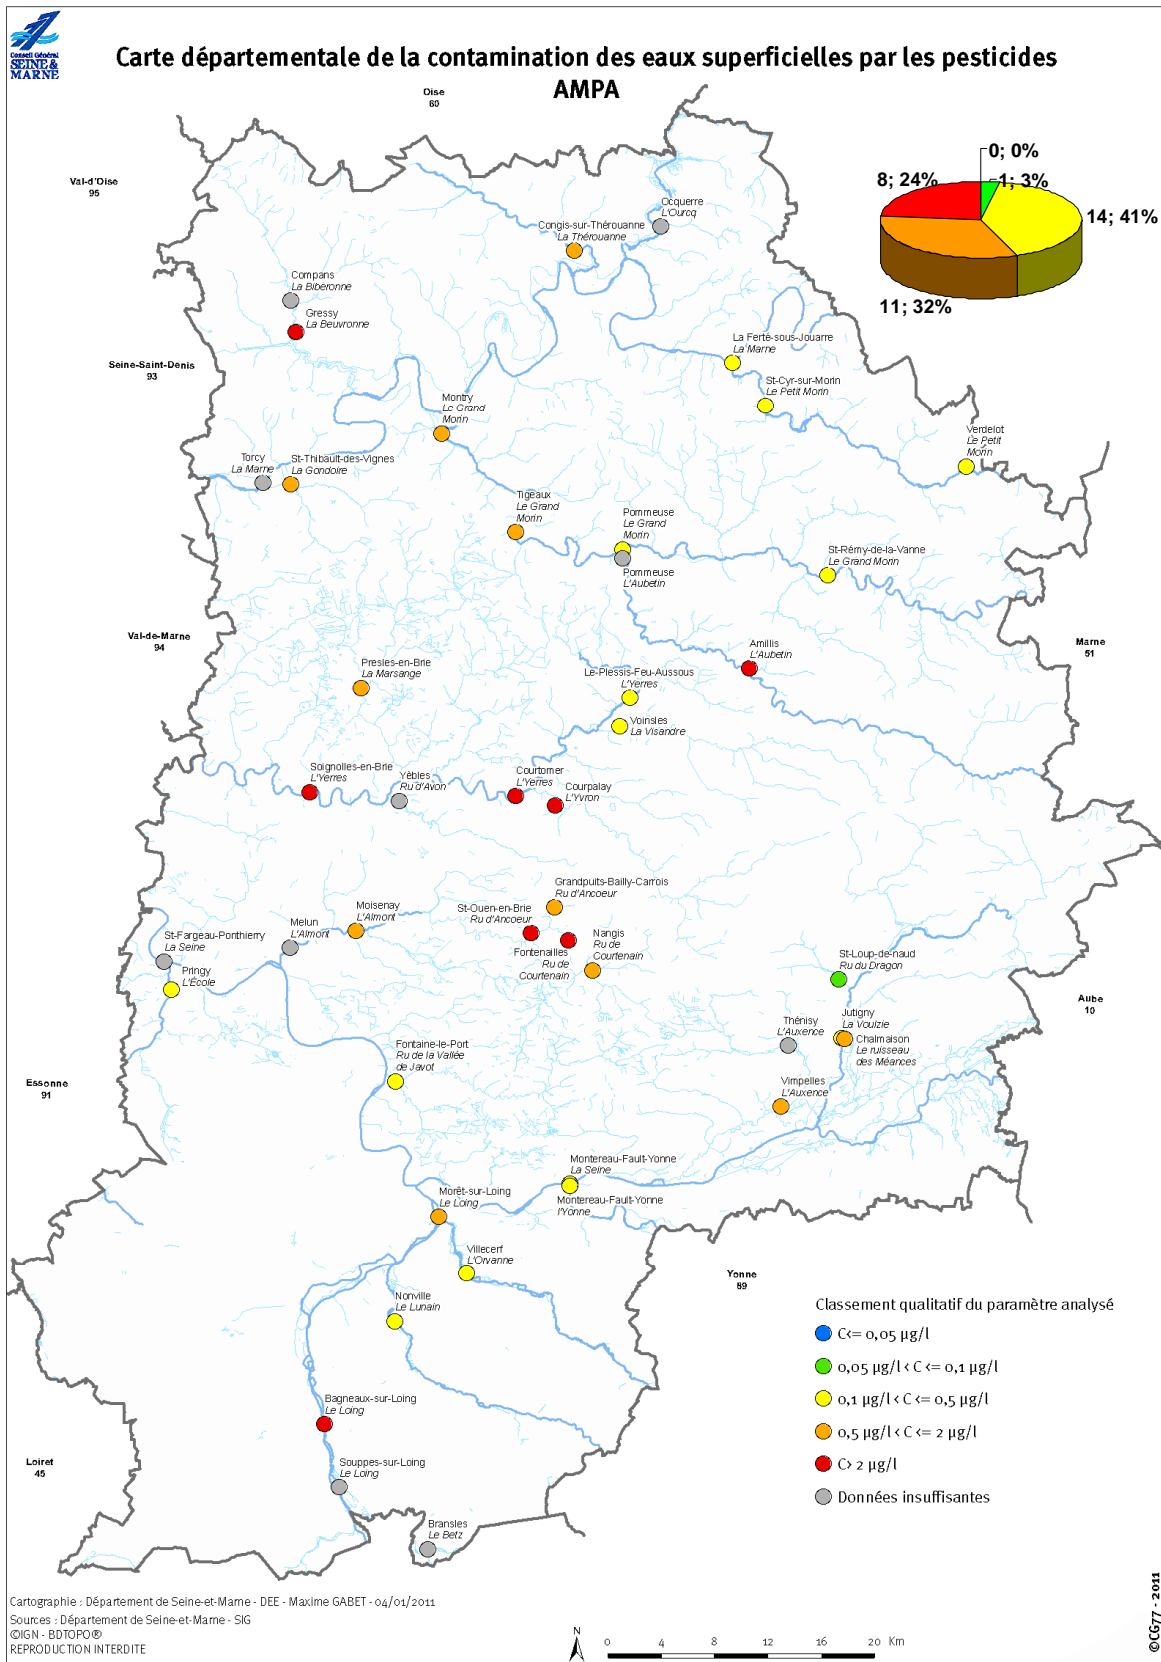 Conseil Général
SEINE &
MARNE
Carte départementale de la contamination des eaux superficielles par les pesticides
AMPA
Oise
60
Val-d'Oise
95
0; 0%
8; 24%
1; 3%
14; 41%
11; 32%
Ocquerre
L'Ourcq
Congis-sur-Thérouanne
La Thérouanne
Compans
La Biberonne
Gressy
La Beuvronne
Seine-Saint-Denis
93
La Ferté-sous-Jouarre
La Marne
St-Cyr-sur-Morin
Le Petit Morin
Montry
Le Grand
Morin
Verdelot
Le Petit
Morin
Torcy
La Marne
St-Thibault-des-Vignes
La Gondoire
Tigeaux
Le Grand
Morin
Pommeuse
Le Grand
Morin
Pommeuse
L'Aubetin
St-Rémy-de-la-Vanne
Le Grand Morin
Val-de-Marne
94
Marne
51
Amillis
L'Aubetin
Presles-en-Brie
La Marsange
Le-Plessis-Feu-Aussous
L'Yerres
Voinsles
La Visandre
Soignolles-en-Brie
L'Yerres
Yèbles
Ru d'Avon
Courtomer
L'Yerres
Courpalay
L'Yvron
Grandpuits-Bailly-Carrois
Ru d'Ancoeur
St-Ouen-en-Brie
Ru d'Ancoeur
Moisenay
L'Almont
Melun
L'Almont
St-Fargeau-Ponthierry
La Seine
Pringy
L'École
Fontenailles
Ru de
Courtenain
Nangis
Ru de
Courtenain
St-Loup-de-naud
Ru du Dragon
Aube
10
Thénisy
L'Auxence
Jutigny
La Voulzie
Chalmaison
Le ruisseau
des Méances
Fontaine-le-Port
Ru de la Vallée
de Javot
Essonne
91
Vimpelles
L'Auxence
Montereau-Fault-Yonne
La Seine
Montereau-Fault-Yonne
l'Yonne
Morêt-sur-Loing
Le Loing
Villecerf
L'Orvanne
Yonne
89
Nonville
Le Lunain
Classement qualitatif du paramètre analysé
C<= 0,05 µg/l
0,05 µg/l < C <= 0,1 µg/l
0,1 µg/l < C <= 0,5 µg/l
0,5 µg/l < C <= 2 µg/l
C> 2 µg/l
Données insuffisantes
Bagneaux-sur-Loing
Le Loing
Loiret
45
Souppes-sur-Loing
Le Loing
Bransles
Le Betz
Cartographie : Département de Seine-et-Marne - DEE - Maxime GABET - 04/01/2011
Sources : Département de Seine-et-Marne - SIG
©IGN - BDTOPO®
REPRODUCTION INTERDITE
N
0 4 8 12 16 20 Km
©CG77 - 2011